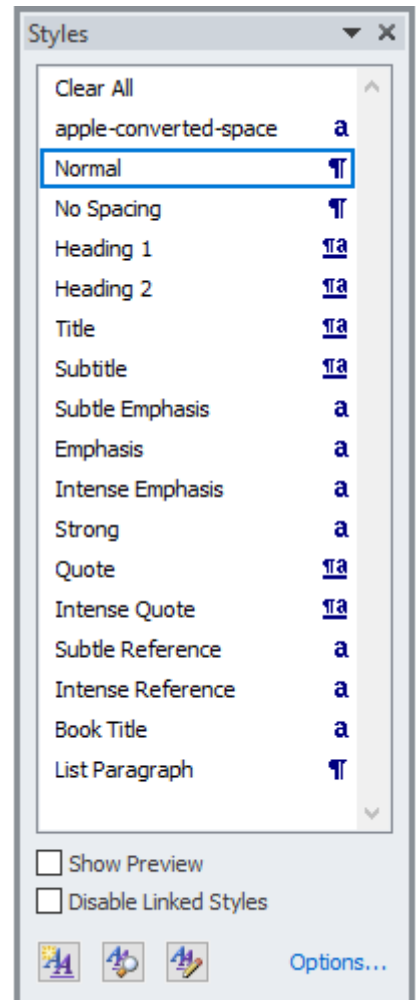 Styles
Clear All
apple-converted-space a
Normal ¶
No Spacing ¶
Heading 1 ¶a
Heading 2 ¶a
Title ¶a
Subtitle ¶a
Subtle Emphasis a
Emphasis a
Intense Emphasis a
Strong a
Quote ¶a
Intense Quote ¶a
Subtle Reference a
Intense Reference a
Book Title a
List Paragraph ¶
Show Preview
Disable Linked Styles
Options...